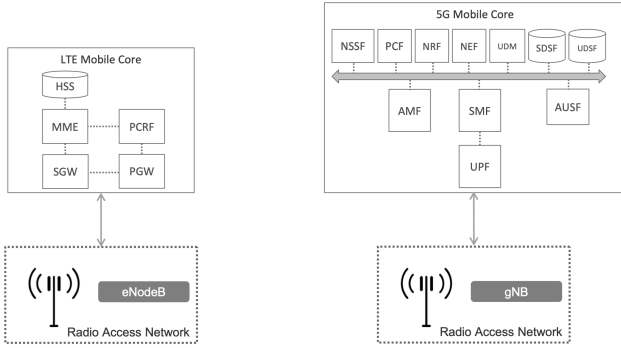 LTE Mobile Core
HSS
MME
PCRF
SGW
PGW
eNodeB
Radio Access Network
5G Mobile Core
NSSF
PCF
NRF
NEF
UDM
SDSF
UDSF
AMF
SMF
AUSF
UPF
gNB
Radio Access Network